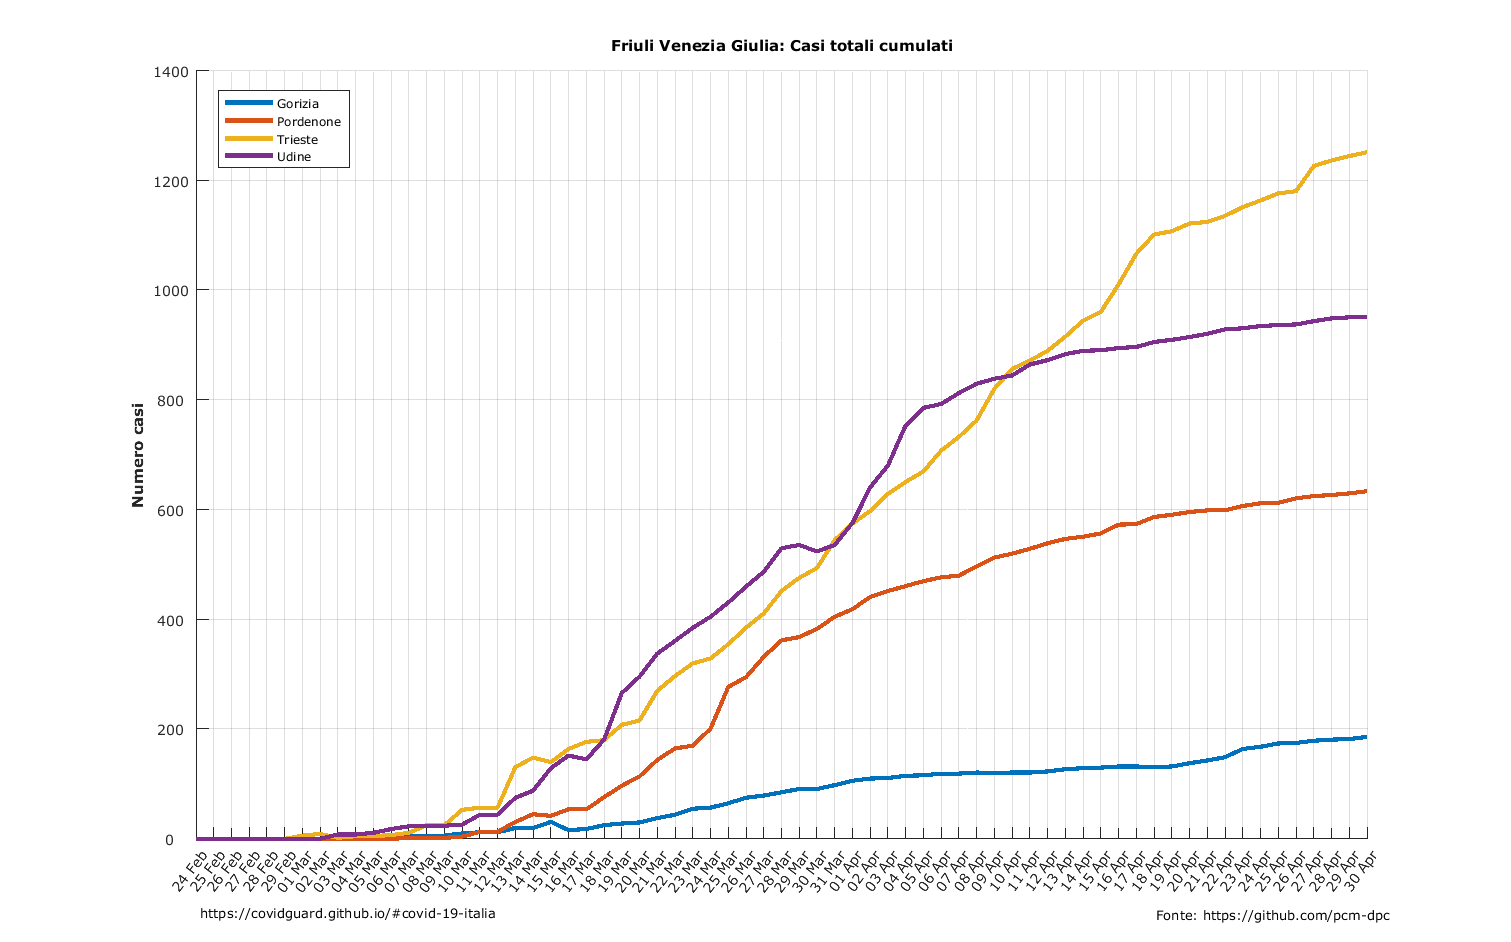 Friuli Venezia Giulia: Casi totali cumulati
1400
1200
1000
800
600
400
200
0
Numero casi
Gorizia
Pordenone
Trieste
Udine
24 Feb
25 Feb
26 Feb
27 Feb
28 Feb
29 Feb
01 Mar
02 Mar
03 Mar
04 Mar
05 Mar
06 Mar
07 Mar
08 Mar
09 Mar
10 Mar
11 Mar
12 Mar
13 Mar
14 Mar
15 Mar
16 Mar
17 Mar
18 Mar
19 Mar
20 Mar
21 Mar
22 Mar
23 Mar
24 Mar
25 Mar
26 Mar
27 Mar
28 Mar
29 Mar
30 Mar
31 Mar
01 Apr
02 Apr
03 Apr
04 Apr
05 Apr
06 Apr
07 Apr
08 Apr
09 Apr
10 Apr
11 Apr
12 Apr
13 Apr
14 Apr
15 Apr
16 Apr
17 Apr
18 Apr
19 Apr
20 Apr
21 Apr
22 Apr
23 Apr
24 Apr
25 Apr
26 Apr
27 Apr
28 Apr
29 Apr
30 Apr
https://covidguard.github.io/#covid-19-italia
Fonte: https://github.com/pcm-dpc